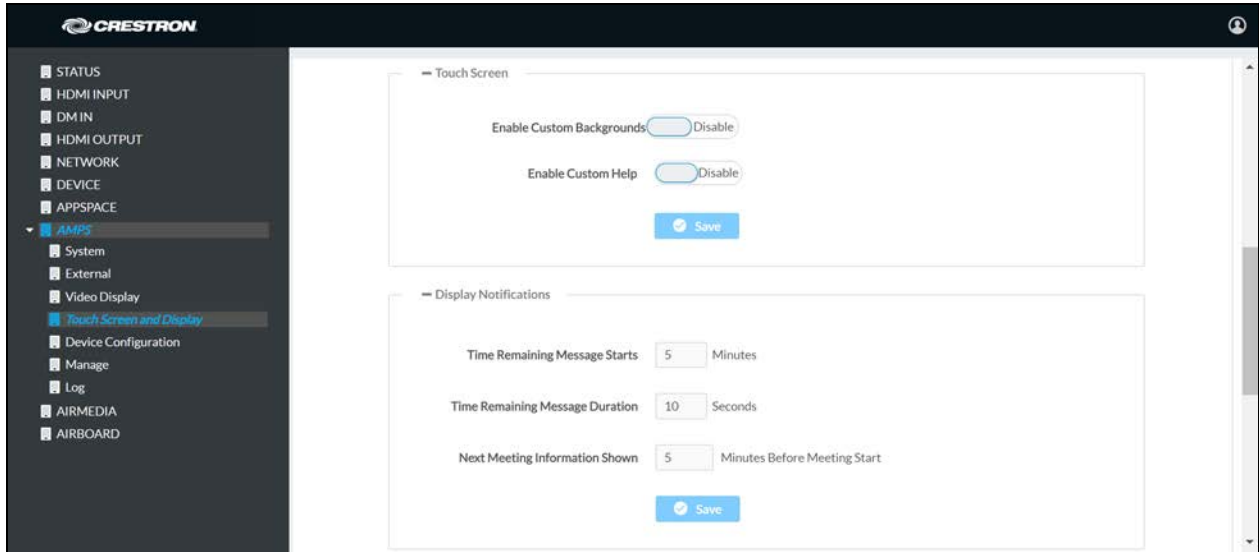 CRESTRON
STATUS
HDMI INPUT
DM IN
HDMI OUTPUT
NETWORK
DEVICE
APPSPACE
AMPS
System
External
Video Display
Touch Screen and Display
Device Configuration
Manage
Log
AIRMEDIA
AIRBOARD
Touch Screen
Enable Custom Backgrounds Disable
Enable Custom Help Disable
Save
Display Notifications
Time Remaining Message Starts 5 Minutes
Time Remaining Message Duration 10 Seconds
Next Meeting Information Shown 5 Minutes Before Meeting Start
Save